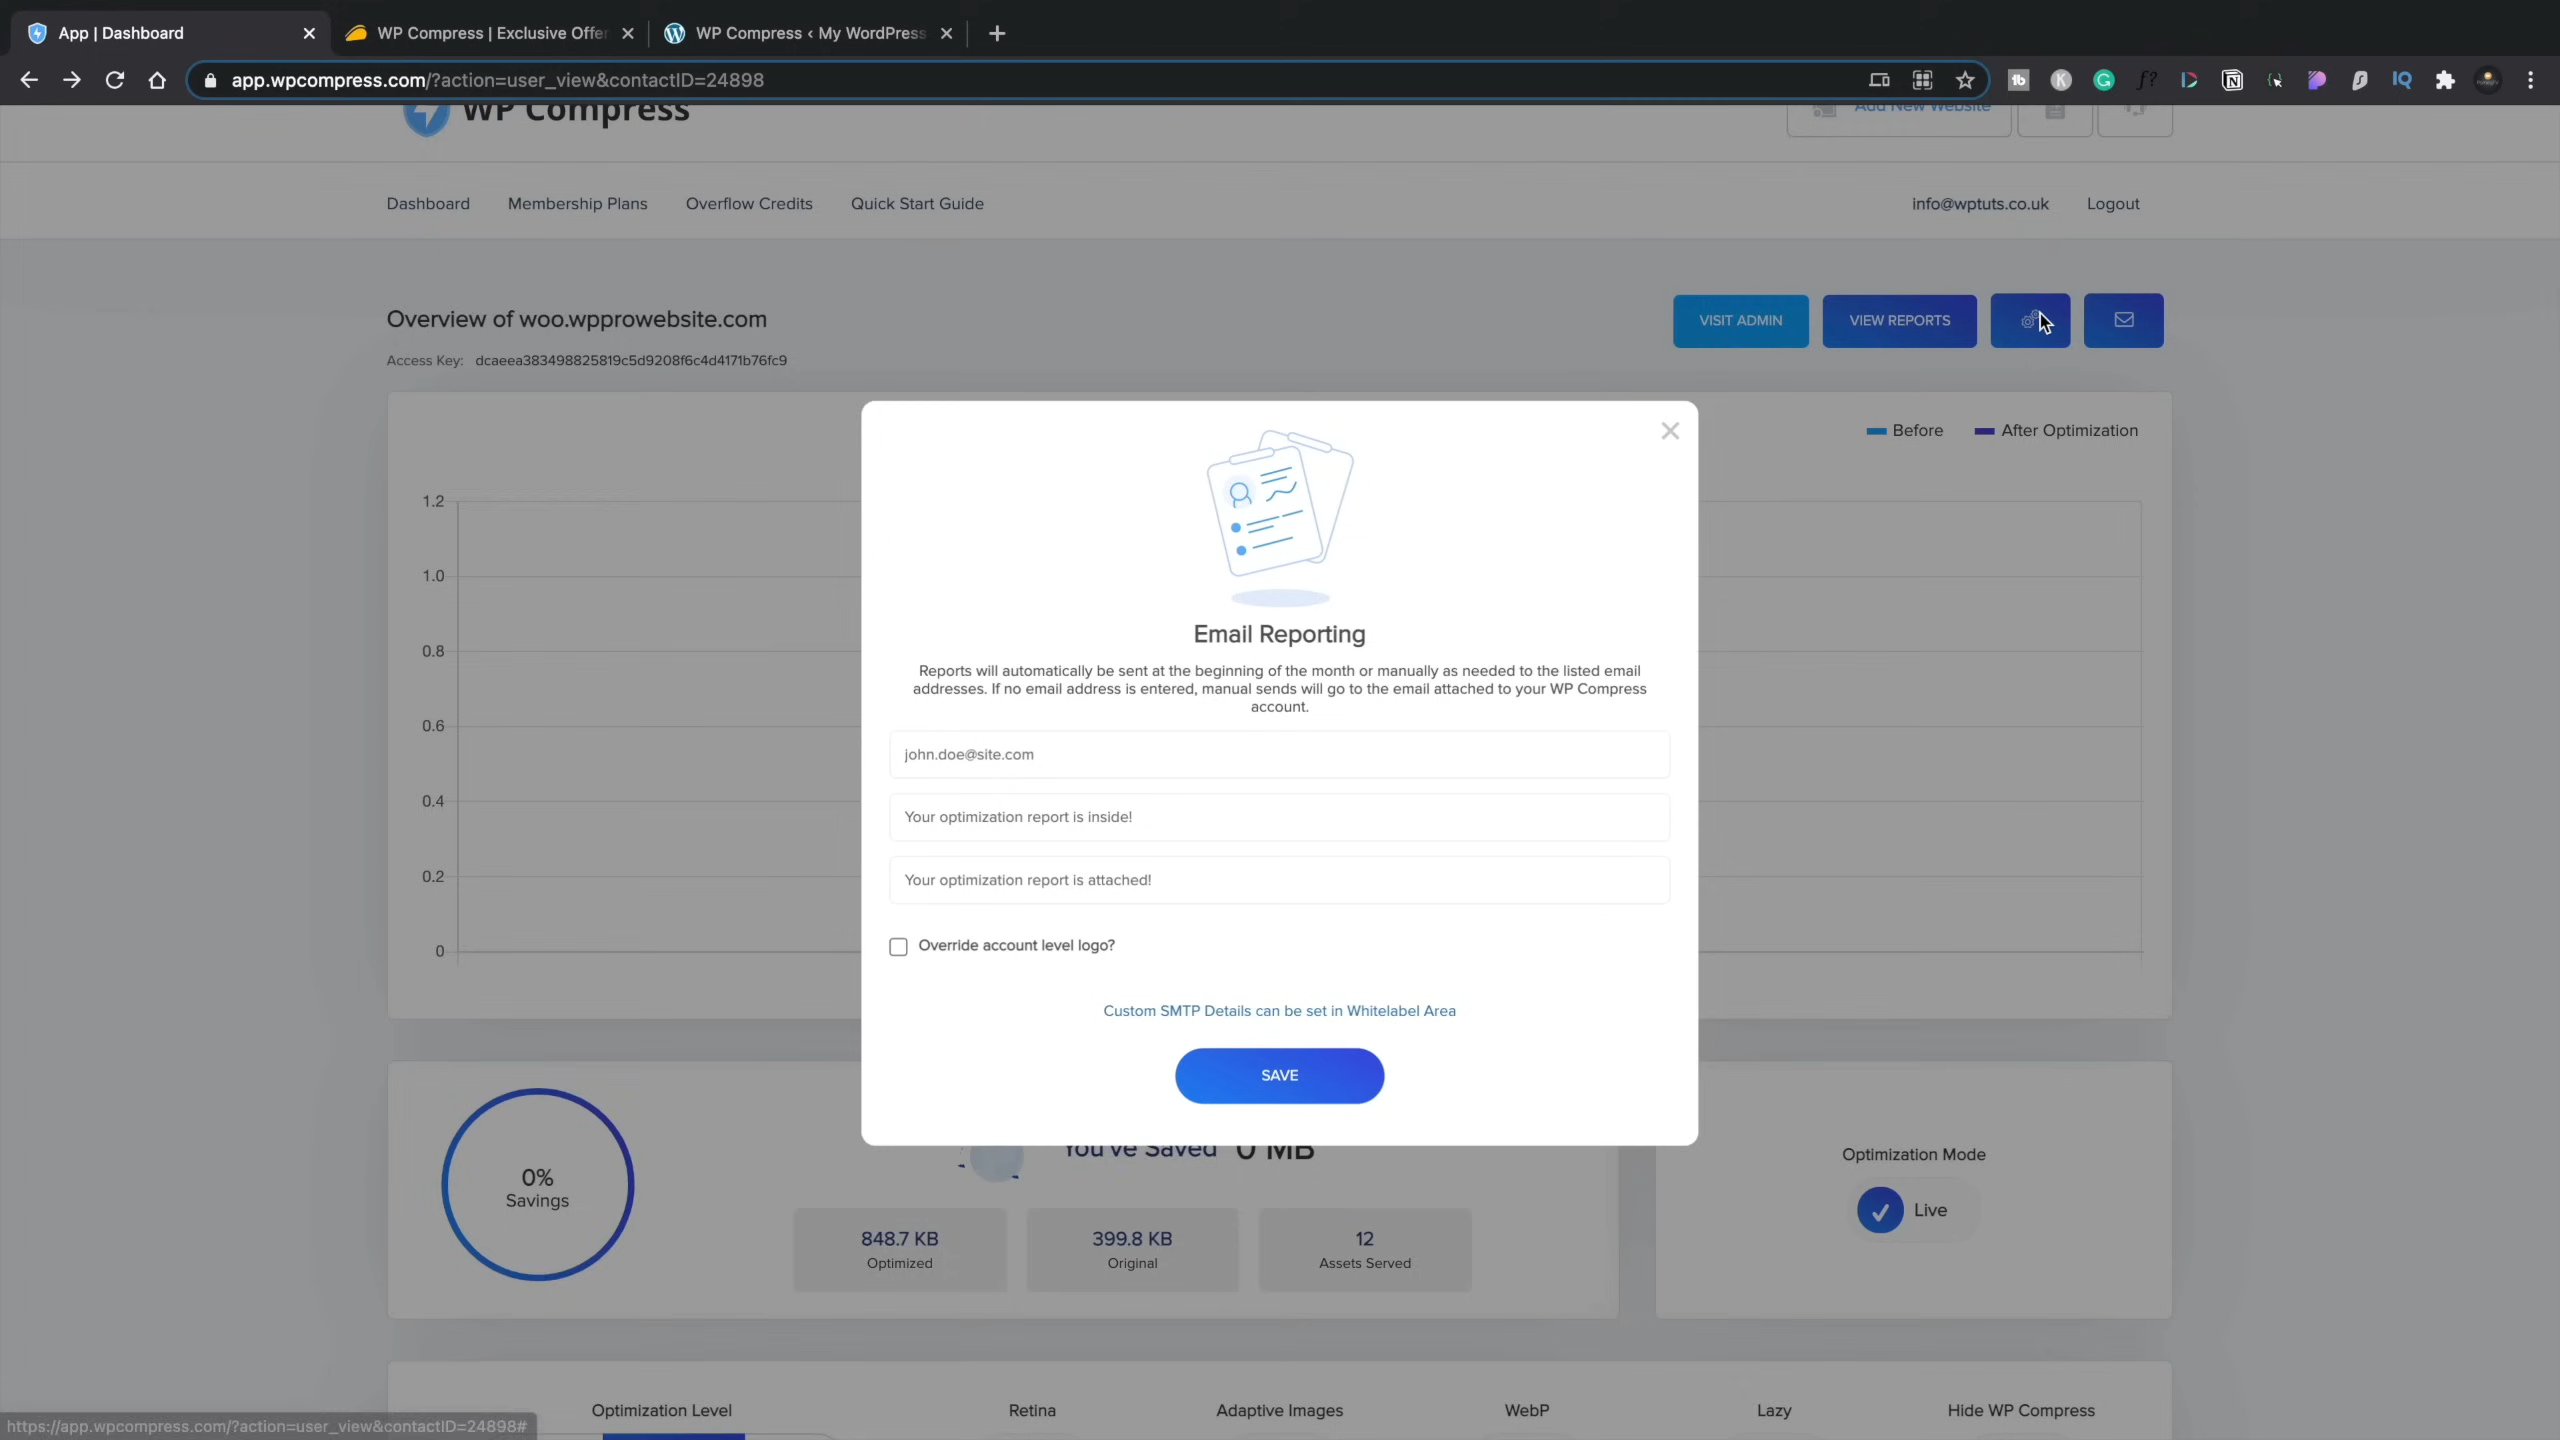 App | Dashboard
WP Compress | Exclusive Offer
WP Compress ‹ My WordPress
app.wpcompress.com/?action=user_view&contactID=24898
WP Compress
Add New Website
Dashboard
Membership Plans
Overflow Credits
Quick Start Guide
info@wptuts.co.uk
Logout
Overview of woo.wpprowebsite.com
VISIT ADMIN
VIEW REPORTS
Access Key: dcaeea383498825819c5d9208f6c4d4171b76fc9
Before
After Optimization
1.2
1.0
0.8
0.6
0.4
0.2
0
Email Reporting
Reports will automatically be sent at the beginning of the month or manually as needed to the listed email
addresses. If no email address is entered, manual sends will go to the email attached to your WP Compress
account.
john.doe@site.com
Your optimization report is inside!
Your optimization report is attached!
Override account level logo?
Custom SMTP Details can be set in Whitelabel Area
SAVE
0%
Savings
You've Saved 0 MB
848.7 KB
Optimized
399.8 KB
Original
12
Assets Served
Optimization Mode
Live
Optimization Level
Retina
Adaptive Images
WebP
Lazy
Hide WP Compress
https://app.wpcompress.com/?action=user_view&contactID=24898#